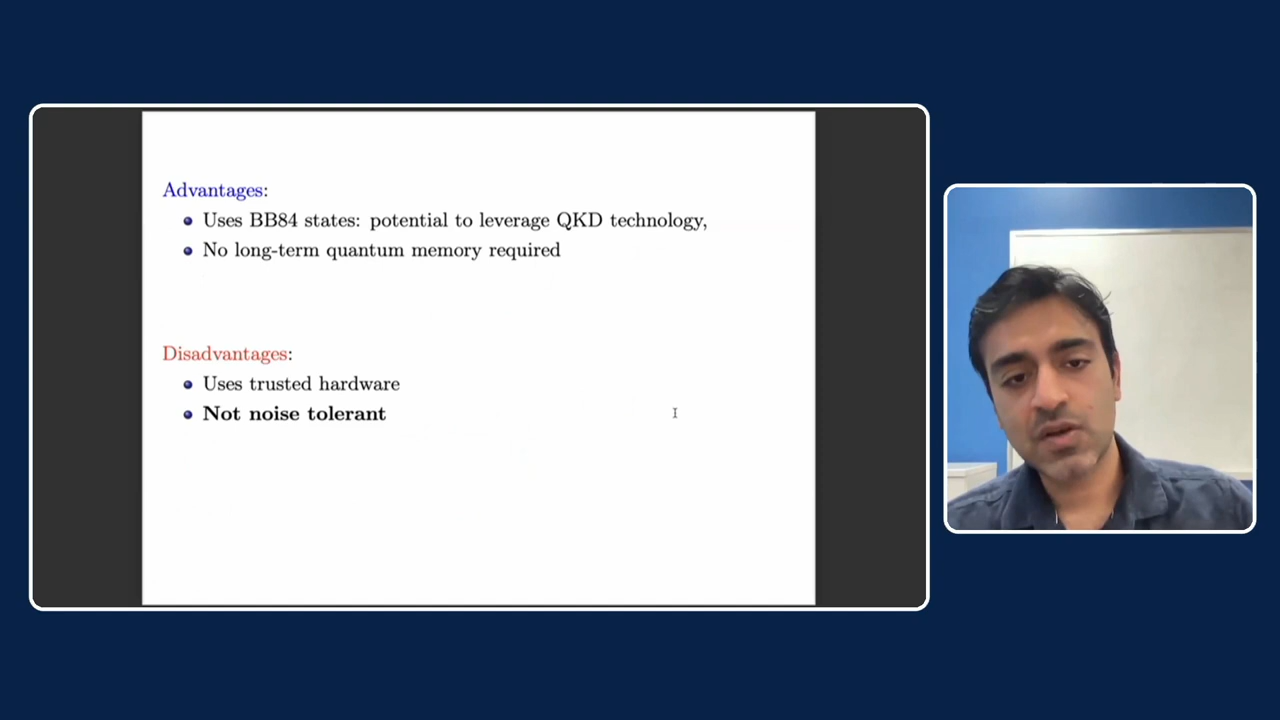 Advantages:
Uses BB84 states: potential to leverage QKD technology,
No long-term quantum memory required
Disadvantages:
Uses trusted hardware
Not noise tolerant